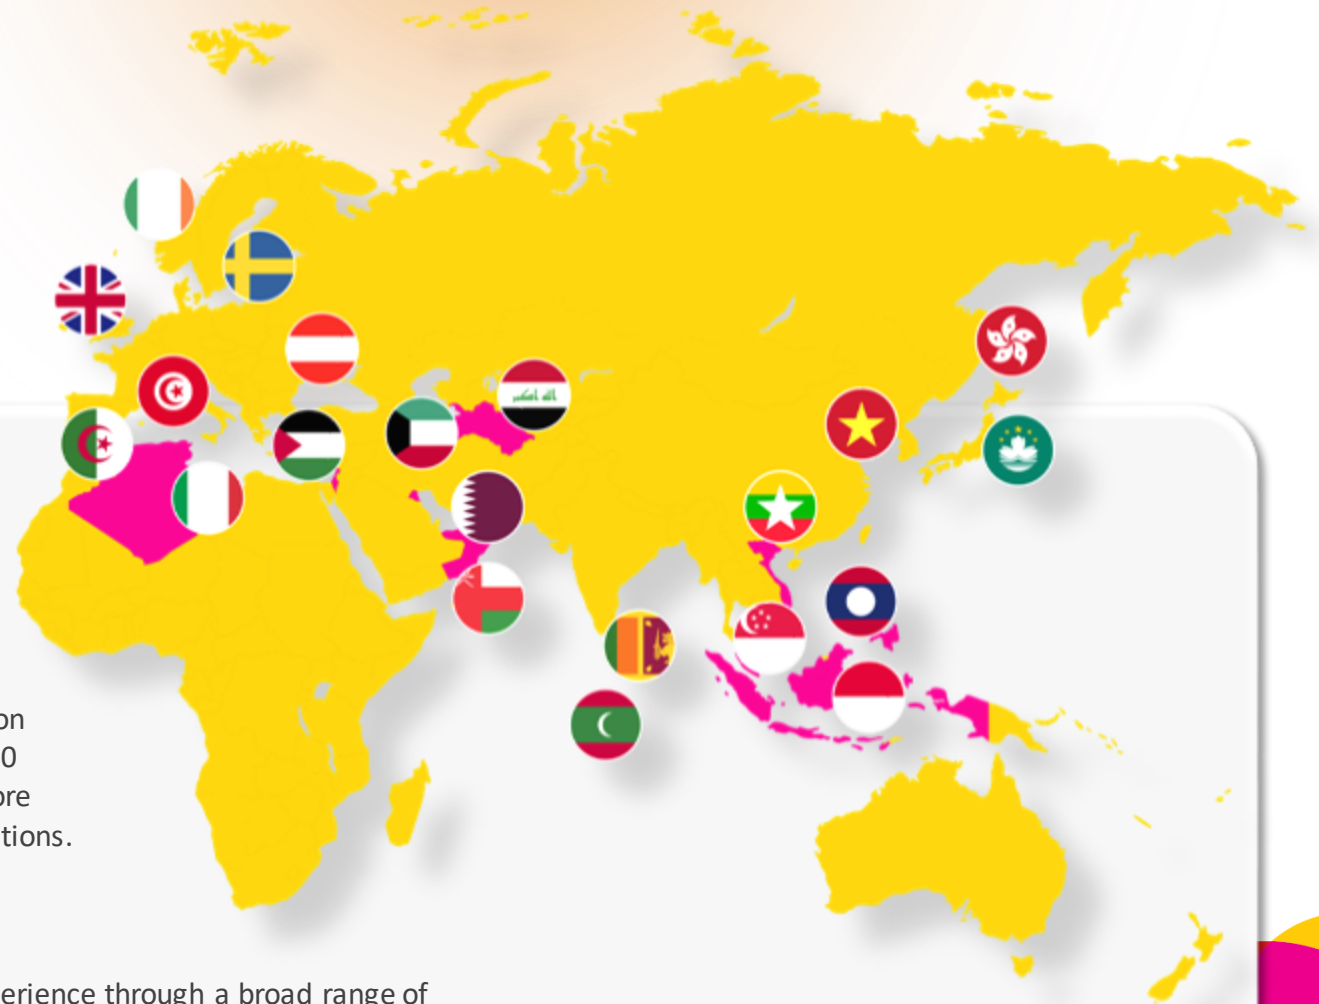 on
0
ore
tions.
erience through a broad range of